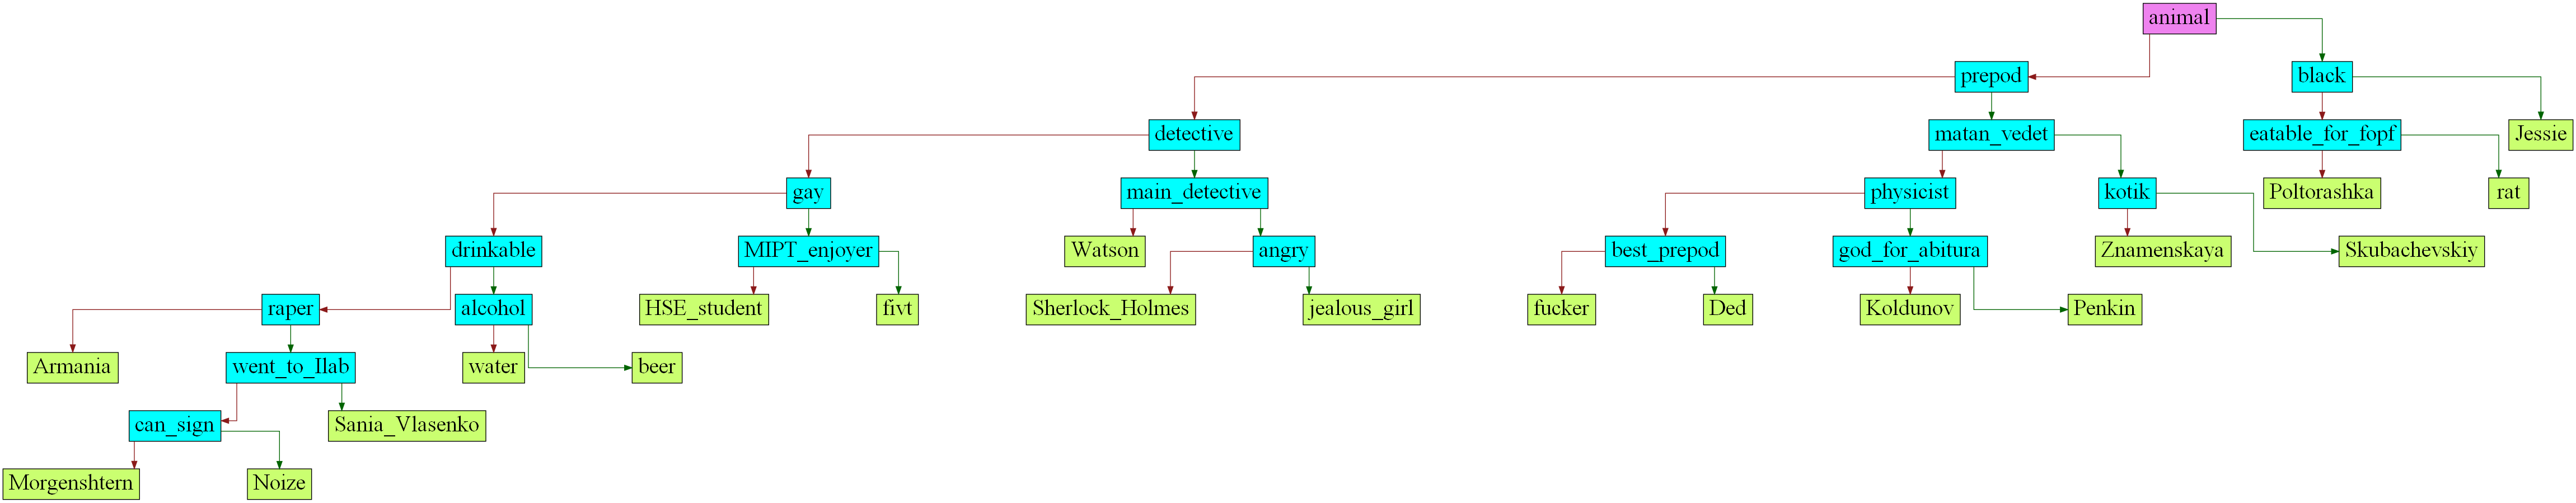 animal
prepod
black
detective
matan_vedet
eatable_for_fopf
Jessie
gay
main_detective
physicist
kotik
Poltorashka
rat
drinkable
MIPT_enjoyer
Watson
angry
best_prepod
god_for_abitura
Znamenskaya
Skubachevskiy
raper
alcohol
HSE_student
fivt
Sherlock_Holmes
jealous_girl
fucker
Ded
Koldunov
Penkin
Armania
went_to_Ilab
water
beer
can_sign
Sania_Vlasenko
Morgenshtern
Noize